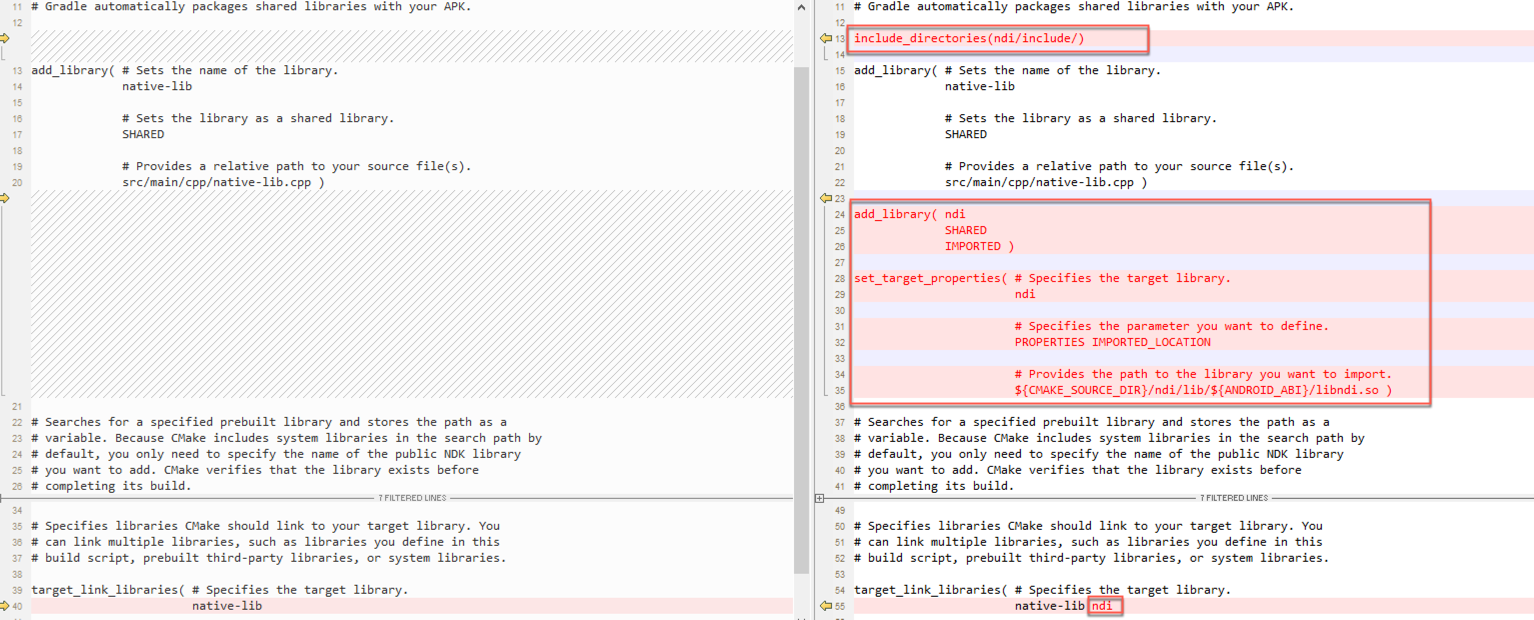 11 # Gradle automatically packages shared libraries with your APK.
12
13 add_library( # Sets the name of the library.
14 native-lib
15
16 # Sets the library as a shared library.
17 SHARED
18
19 # Provides a relative path to your source file(s).
20 src/main/cpp/native-lib.cpp )
21
22 # Searches for a specified prebuilt library and stores the path as a
23 # variable. Because CMake includes system libraries in the search path by
24 # default, you only need to specify the name of the public NDK library
25 # you want to add. CMake verifies that the library exists before
26 # completing its build.
7 FILTERED LINES
34
35 # Specifies libraries CMake should link to your target library. You
36 # can link multiple libraries, such as libraries you define in this
37 # build script, prebuilt third-party libraries, or system libraries.
38
39 target_link_libraries( # Specifies the target library.
40 native-lib
11 # Gradle automatically packages shared libraries with your APK.
12
13 include_directories(ndi/include/)
14
15 add_library( # Sets the name of the library.
16 native-lib
17
18 # Sets the library as a shared library.
19 SHARED
20
21 # Provides a relative path to your source file(s).
22 src/main/cpp/native-lib.cpp )
23
24 add_library( ndi
25 SHARED
26 IMPORTED )
27
28 set_target_properties( # Specifies the target library.
29 ndi
30
31 # Specifies the parameter you want to define.
32 PROPERTIES IMPORTED_LOCATION
33
34 # Provides the path to the library you want to import.
35 ${CMAKE_SOURCE_DIR}/ndi/lib/${ANDROID_ABI}/libndi.so )
36
37 # Searches for a specified prebuilt library and stores the path as a
38 # variable. Because CMake includes system libraries in the search path by
39 # default, you only need to specify the name of the public NDK library
40 # you want to add. CMake verifies that the library exists before
41 # completing its build.
7 FILTERED LINES
49
50 # Specifies libraries CMake should link to your target library. You
51 # can link multiple libraries, such as libraries you define in this
52 # build script, prebuilt third-party libraries, or system libraries.
53
54 target_link_libraries( # Specifies the target library.
55 native-lib ndi